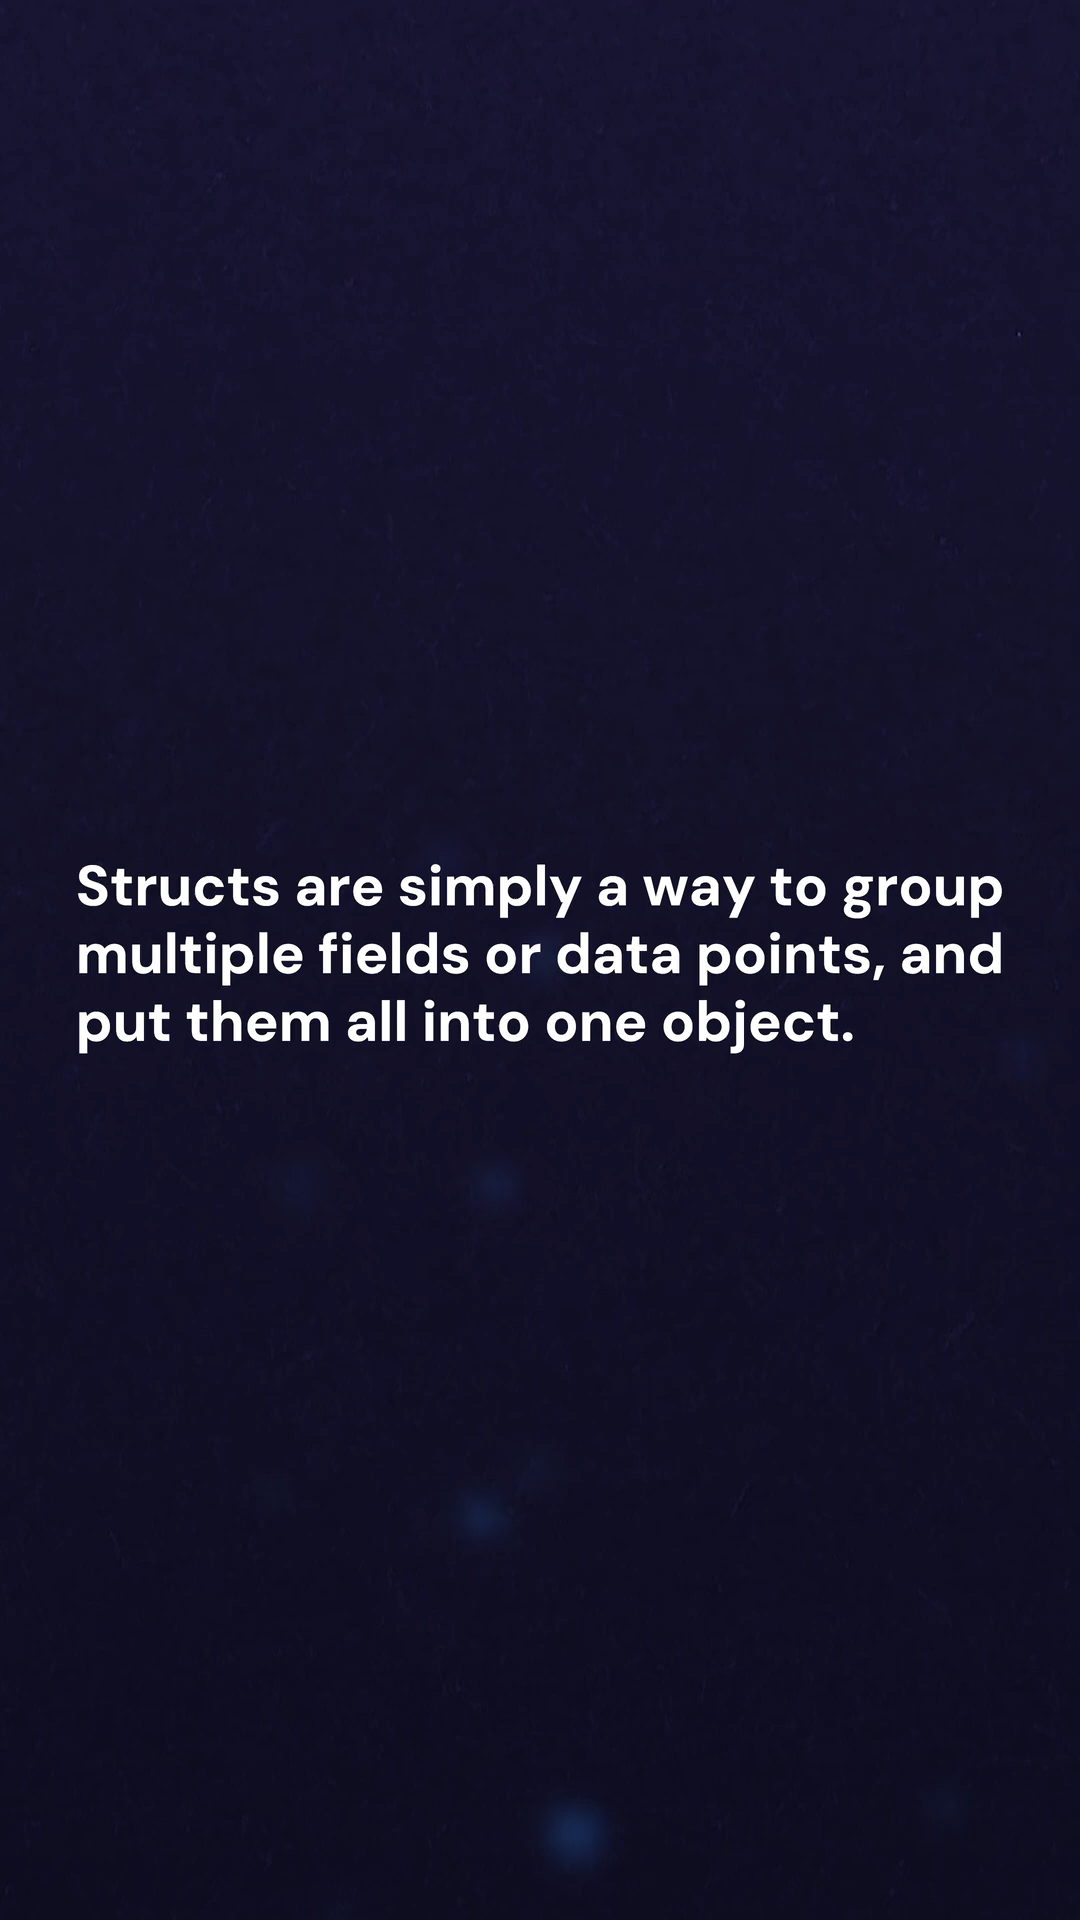 Structs are simply a way to group
multiple fields or data points, and
put them all into one object.